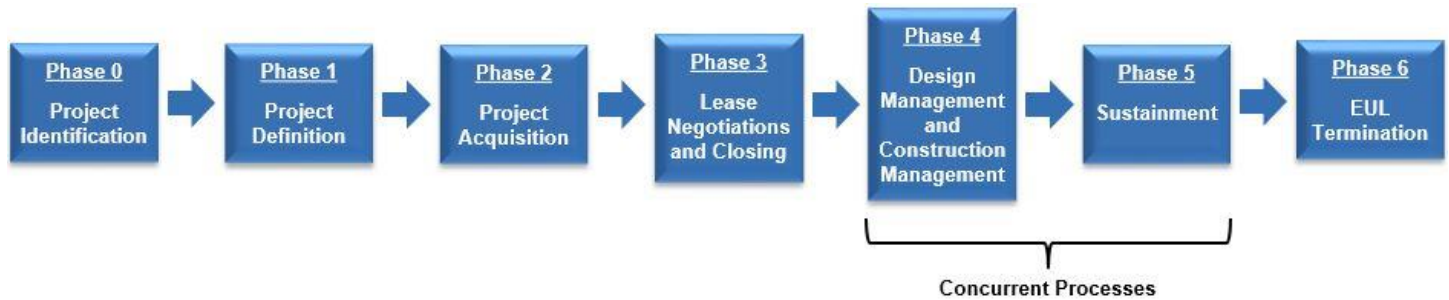 Phase 0
Project
Identification
Phase 1
Project
Definition
Phase 2
Project
Acquisition
Phase 3
Lease
Negotiations
and Closing
Phase 4
Design
Management
and
Construction
Management
Phase 5
Sustainment
Phase 6
EUL
Termination
Concurrent Processes